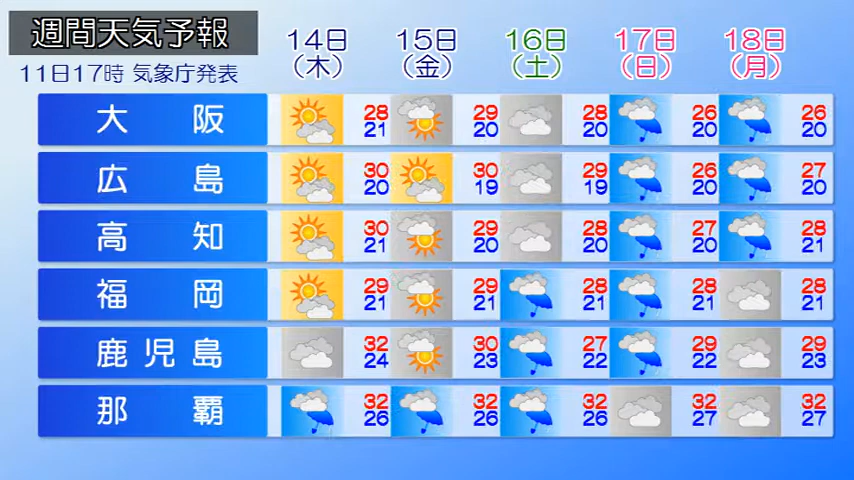 週間天気予報
11日17時 気象庁発表
14日 15日 16日 17日 18日
（木） （金） （土） （日） （月）
大阪 28 21 29 20 28 20 26 20 26 20
広島 30 20 30 19 29 19 26 20 27 20
高知 30 21 29 20 28 20 27 20 28 21
福岡 29 21 29 21 28 21 28 21 28 21
鹿児島 32 24 30 23 27 22 29 22 29 23
那覇 32 26 32 26 32 26 32 27 32 27